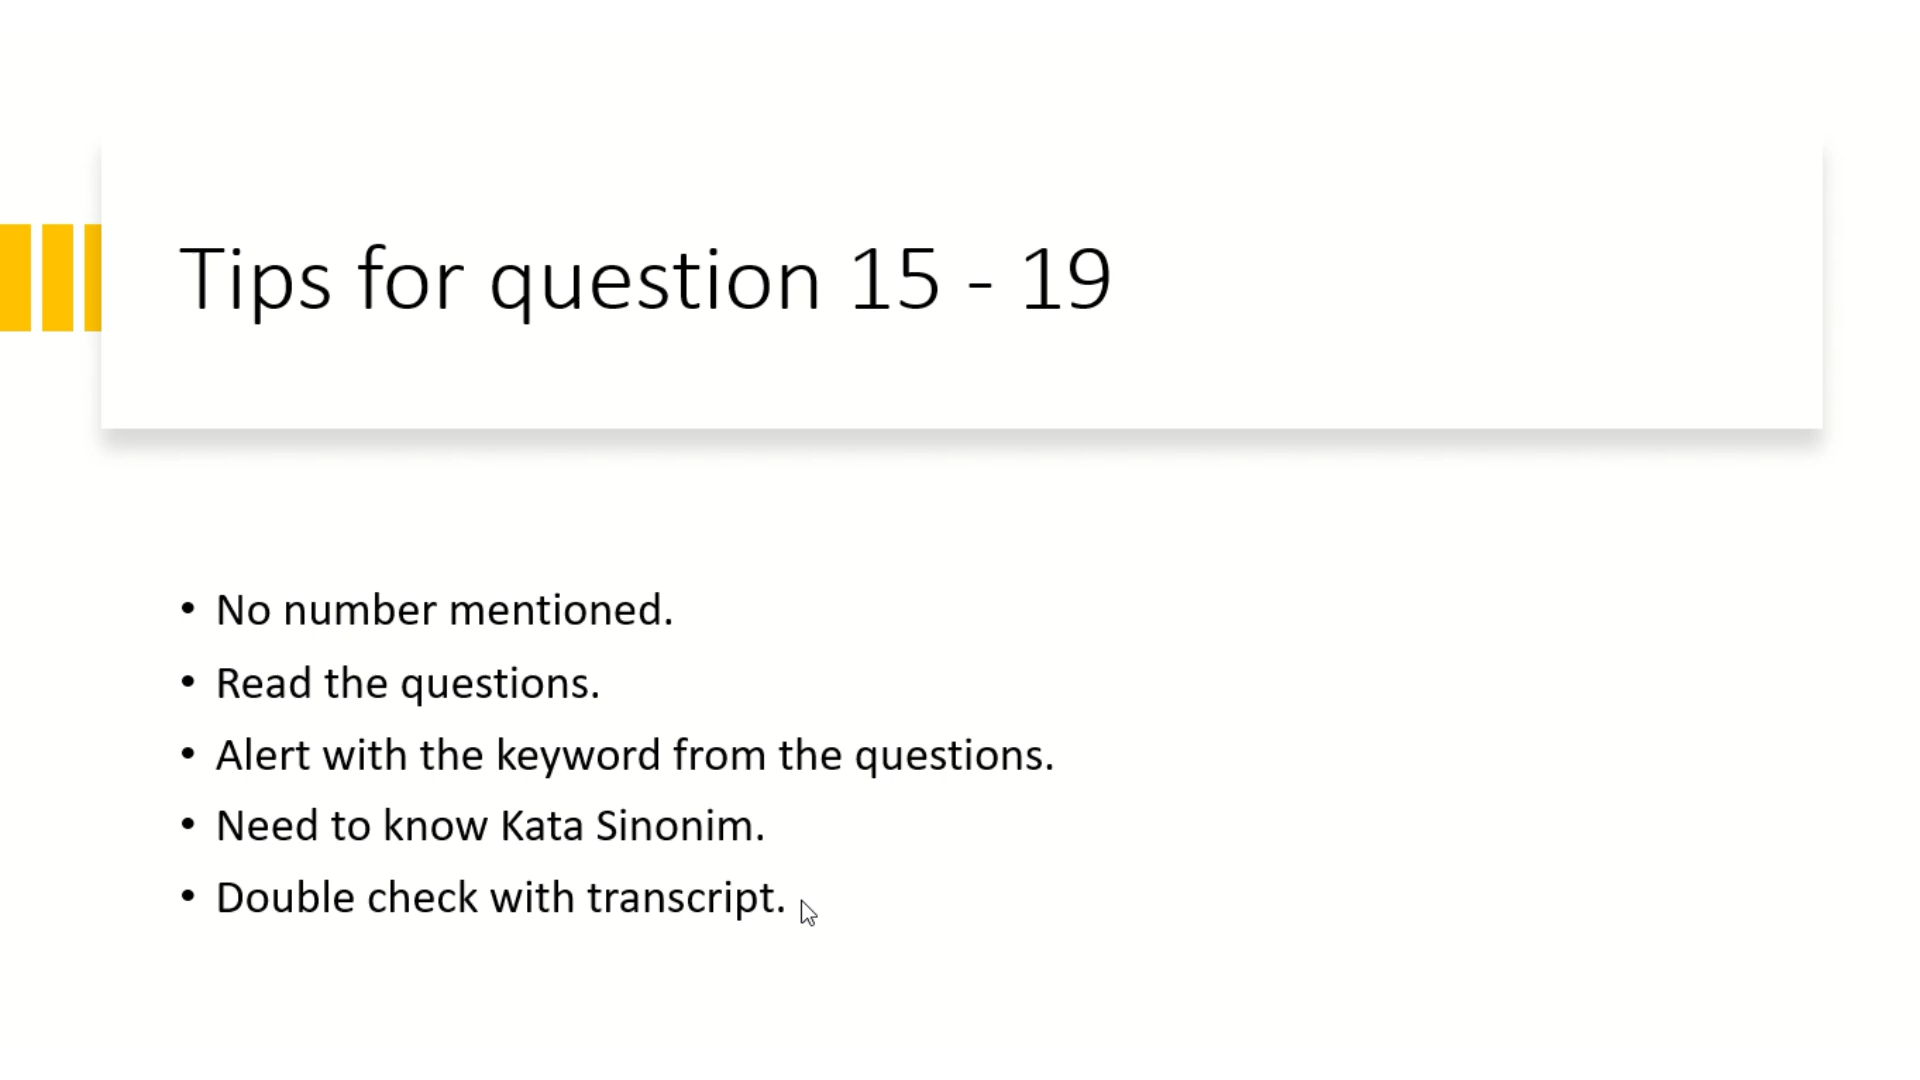 Tips for question 15 - 19
• No number mentioned.
• Read the questions.
• Alert with the keyword from the questions.
• Need to know Kata Sinonim.
• Double check with transcript.